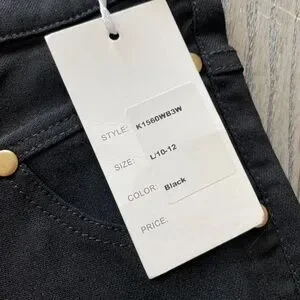 STYLE: K1560WB3W
SIZE: L/10-12
COLOR: Black
PRICE: